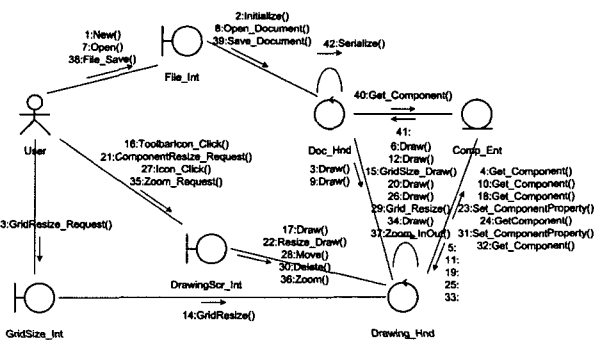 1:New()
7:Open()
38:File_Save()
File_Int
2:Initialize()
8:Open_Document()
39:Save_Document()
42:Serialize()
40:Get_Component()
41:
User
Doc_Hnd
Comp_Ent
16:ToolbarIcon_Click()
21:ComponentResize_Request()
27:Icon_Click()
35:Zoom_Request()
3:Draw()
9:Draw()
6:Draw()
12:Draw()
15:GridSize_Draw()
20:Draw()
26:Draw()
29:Grid_Resize()
34:Draw()
37:Zoom_InOut()
4:Get_Component()
10:Get_Component()
18:Get_Component()
23:Set_ComponentProperty()
24:GetComponent()
31:Set_ComponentProperty()
32:Get_Component()
3:GridResize_Request()
17:Draw()
22:Resize_Draw()
28:Move()
30:Delete()
36:Zoom()
5:
11:
19:
25:
33:
DrawingScr_Int
14:GridResize()
GridSize_Int
Drawing_Hnd